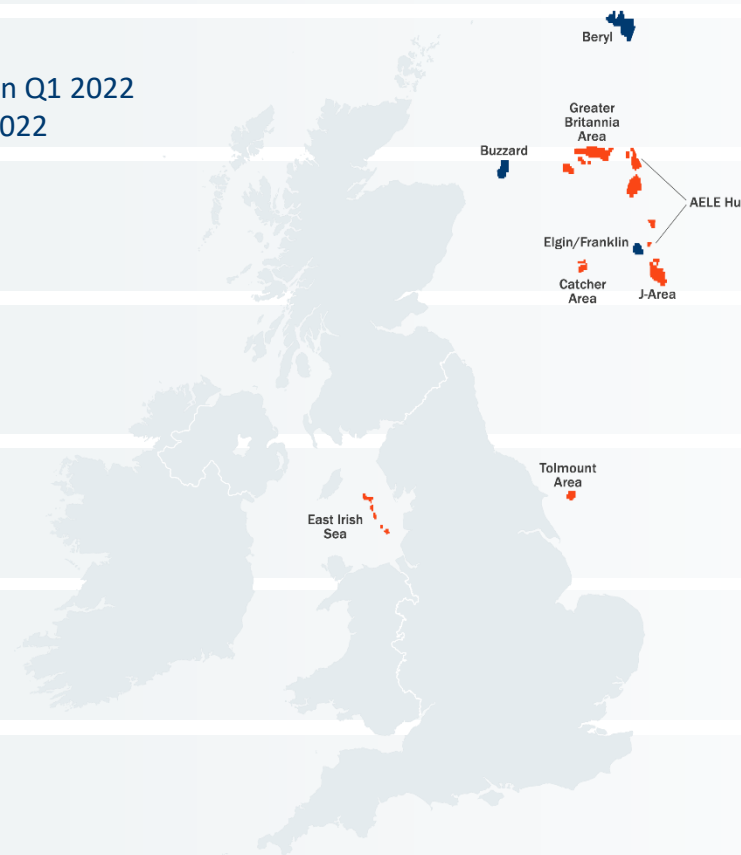 n Q1 2022
022
Beryl
Greater
Britannia
Area
Buzzard
AELE Hu
Elgin/Franklin
Catcher
Area
J-Area
Tolmount
Area
East Irish
Sea